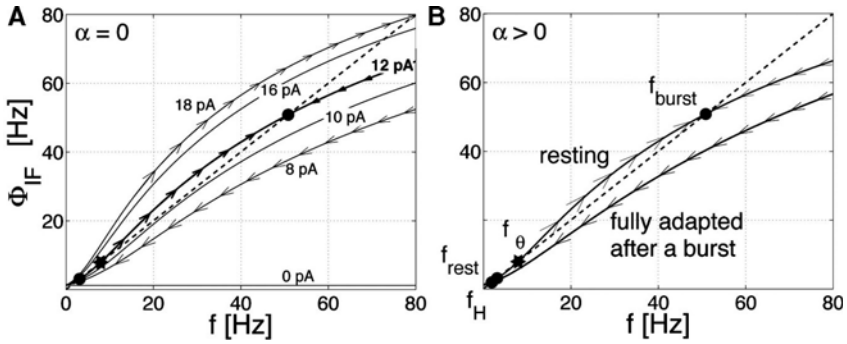 A
α = 0
Φ_IF [Hz]
80
60
40
20
0
20
40
60
80
f [Hz]
18 pA
16 pA
12 pA
10 pA
8 pA
0 pA
B
α > 0
80
60
40
20
40
60
80
f [Hz]
f_burst
resting
f_θ
fully adapted
after a burst
f_rest
f_H